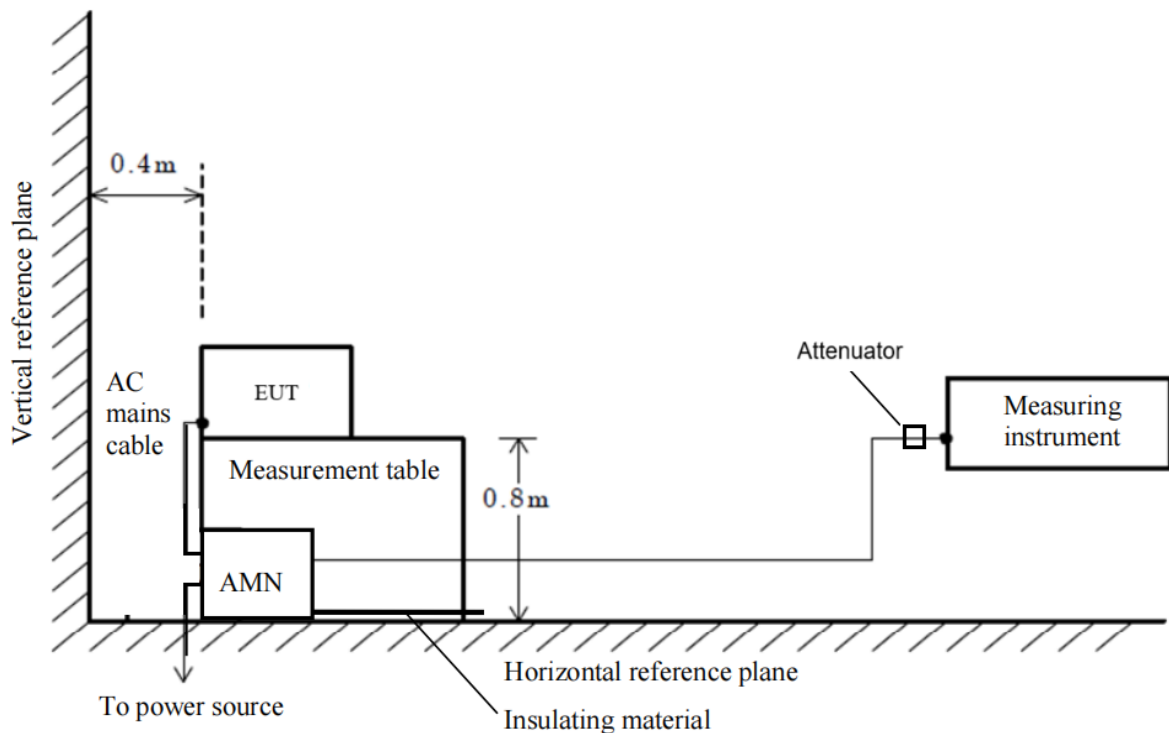 Vertical reference plane
0.4m
AC
mains
cable
EUT
Measurement table
0.8m
AMN
Attenuator
Measuring
instrument
Horizontal reference plane
To power source
Insulating material